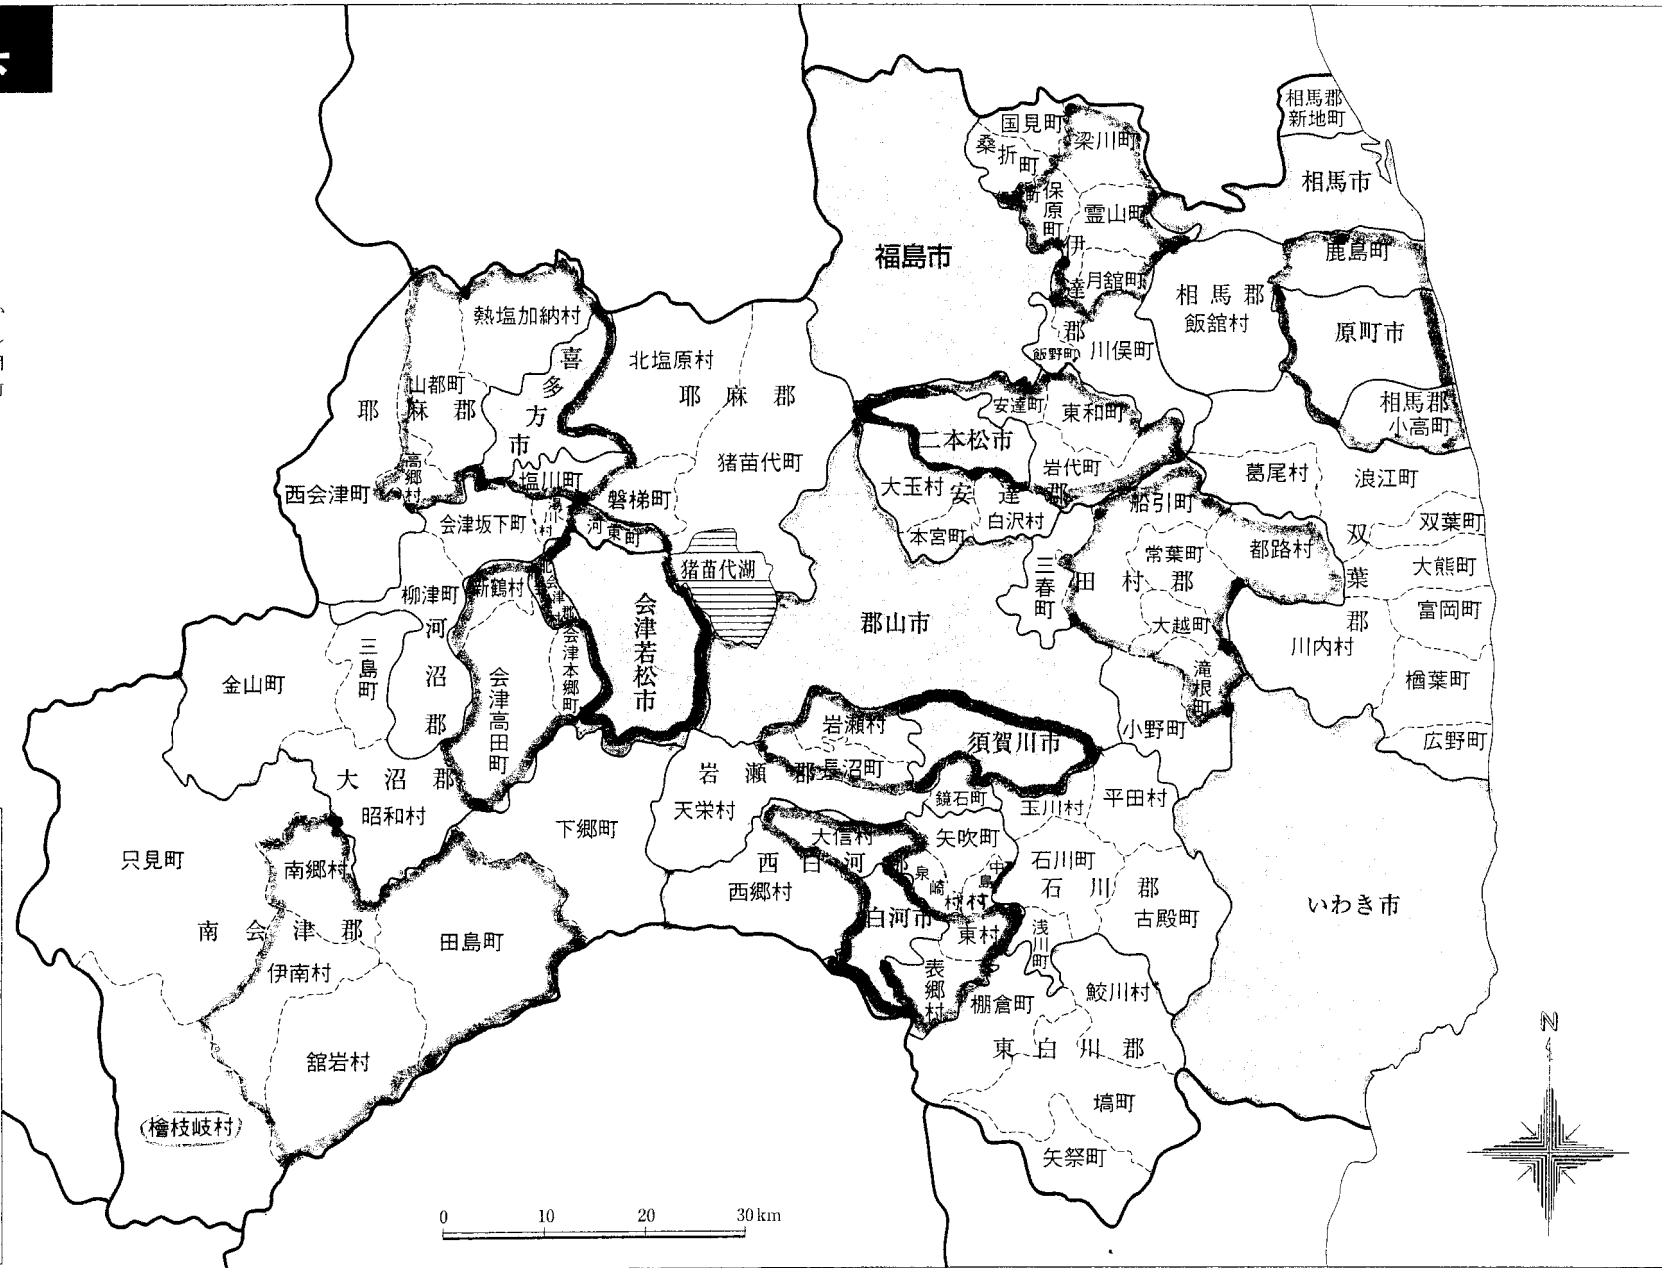 相馬郡
新地町
国見町
梁川町
桑折町
相馬市
保原町
霊山町
福島市
伊達郡
鹿島町
月舘町
相馬郡
飯舘村
熱塩加納村
原町市
喜多方市
北塩原村
飯野町
川俣町
山都町
耶麻郡
耶麻郡
安達町
東和町
相馬郡
小高町
二本松市
猪苗代町
岩代町
高郷村
葛尾村
浪江町
西会津町
塩川町
磐梯町
大玉村
安達郡
船引町
会津坂下町
湯川村
河東町
白沢村
双葉町
本宮町
双葉郡
常葉町
都路村
猪苗代湖
三春町
田村郡
大熊町
柳津町
新鶴村
北会津村
会津若松市
郡山市
富岡町
河沼郡
会津本郷町
大越町
川内村
三島町
金山町
会津高田町
滝根町
楢葉町
岩瀬村
小野町
須賀川市
広野町
大沼郡
岩瀬郡
長沼町
鏡石町
玉川村
平田村
昭和村
天栄村
下郷町
大信村
矢吹町
只見町
南郷村
西白河郡
泉崎村
中島村
石川町
西郷村
石川郡
いわき市
白河市
古殿町
南会津郡
田島町
東村
浅川町
伊南村
表郷村
棚倉町
鮫川村
舘岩村
東白川郡
塙町
檜枝岐村
矢祭町
N
0 10 20 30km